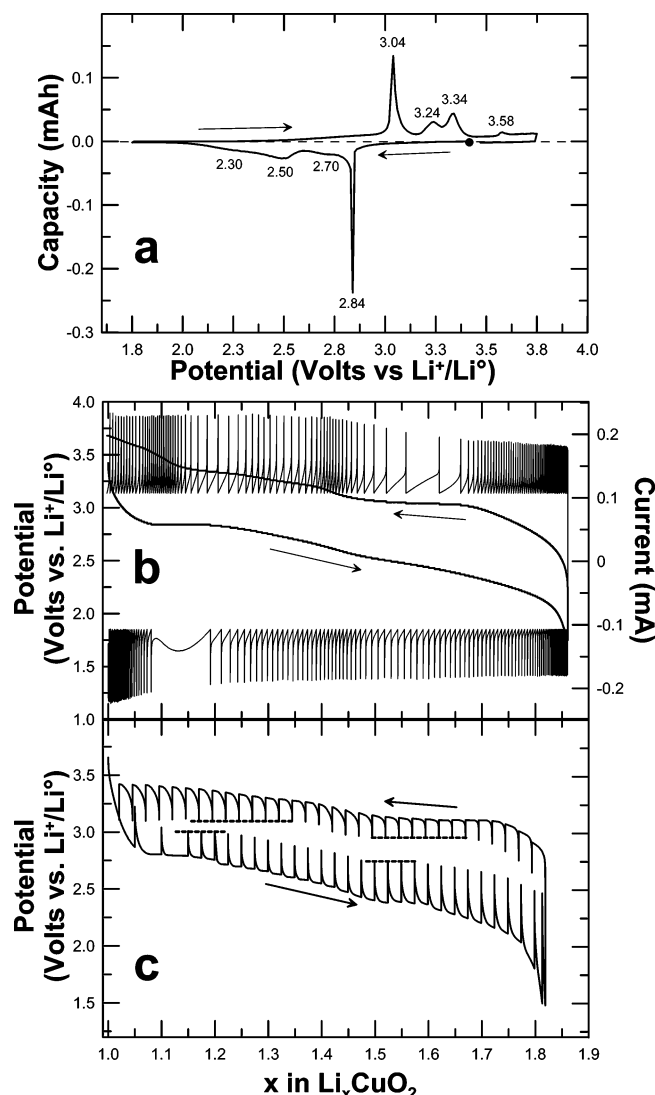 3.04
0.1
3.24
3.34
3.58
0.0
2.30
2.50
2.70
-0.1
-0.2
2.84
-0.3
Capacity (mAh)
a
1.8 2.0 2.3 2.5 2.8 3.0 3.3 3.5 3.8 4.0
Potential (Volts vs Li⁺/Li°)
4.0
3.5
3.0
2.5
2.0
1.5
1.0
Potential
(Volts vs. Li⁺/Li°)
b
0.2
0.1
0
-0.1
-0.2
Current (mA)
3.5
3.0
2.5
2.0
1.5
Potential
(Volts vs. Li⁺/Li°)
c
1.0 1.1 1.2 1.3 1.4 1.5 1.6 1.7 1.8 1.9
x in LiₓCuO₂